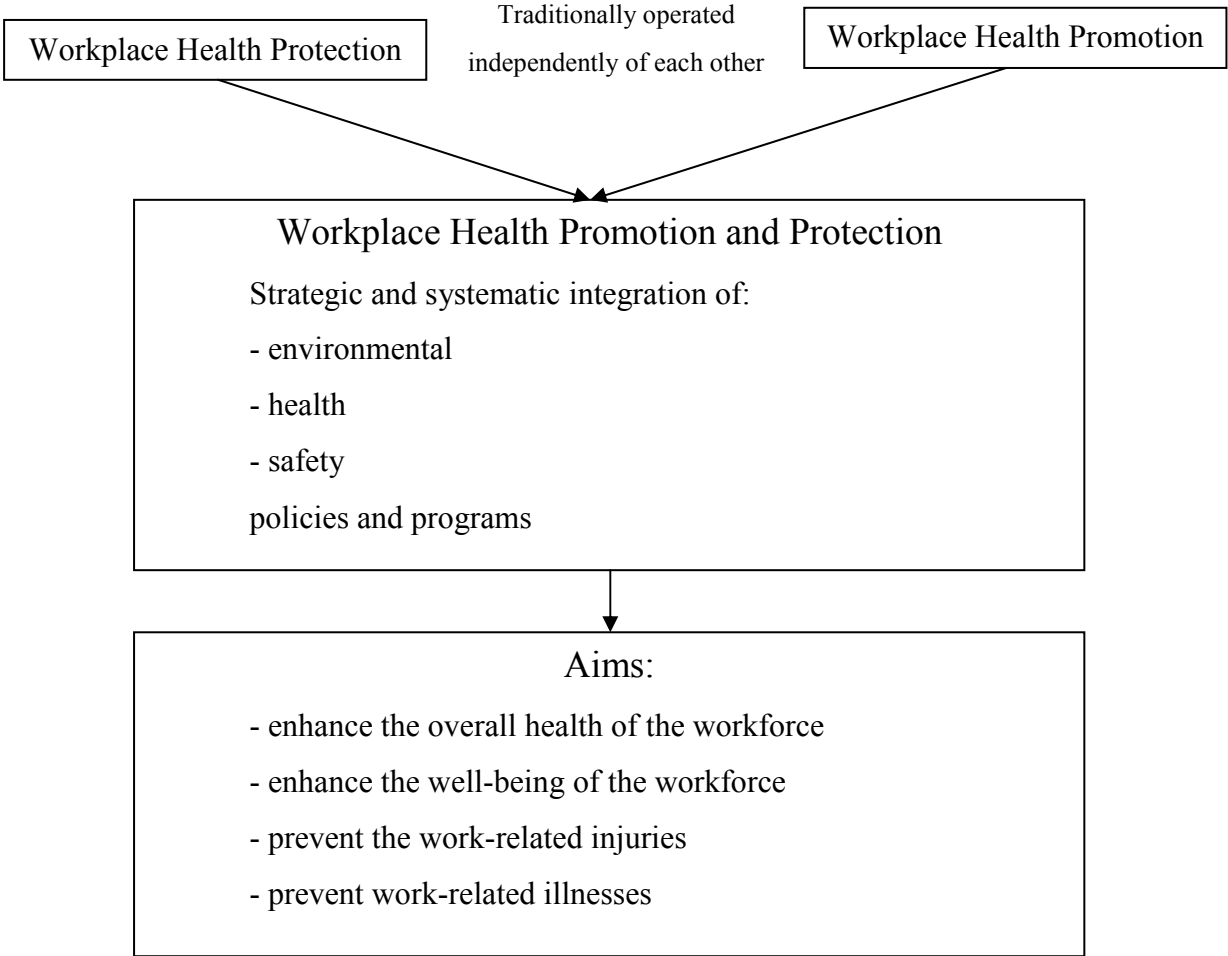 Workplace Health Protection
Traditionally operated
independently of each other
Workplace Health Promotion
Workplace Health Promotion and Protection
Strategic and systematic integration of:
- environmental
- health
- safety
policies and programs
Aims:
- enhance the overall health of the workforce
- enhance the well-being of the workforce
- prevent the work-related injuries
- prevent work-related illnesses